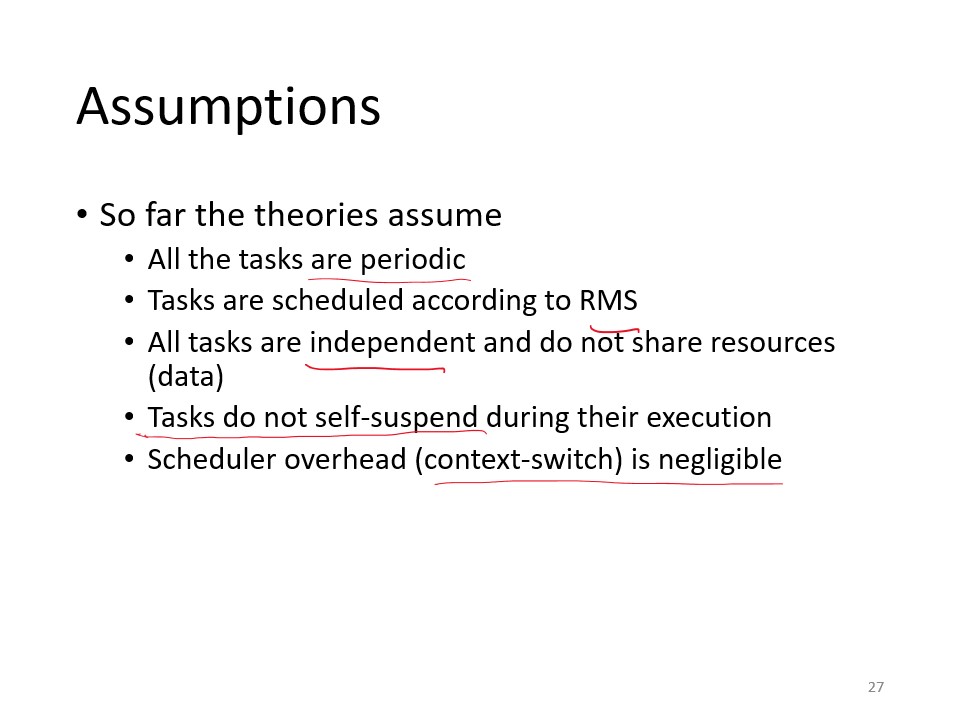 Assumptions
• So far the theories assume
• All the tasks are periodic
• Tasks are scheduled according to RMS
• All tasks are independent and do not share resources
(data)
• Tasks do not self-suspend during their execution
• Scheduler overhead (context-switch) is negligible
27